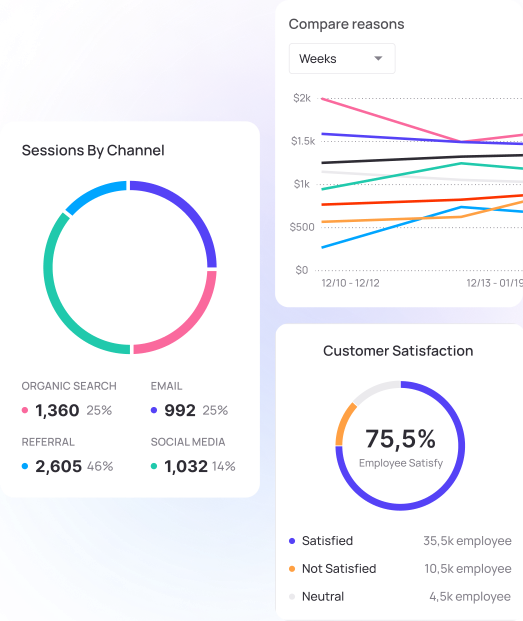 Compare reasons
Weeks
$2k
$1.5k
$1k
$500
$0
12/10 - 12/12
12/13 - 01/19
Sessions By Channel
ORGANIC SEARCH
1,360 25%
EMAIL
992 25%
REFERRAL
2,605 46%
SOCIAL MEDIA
1,032 14%
Customer Satisfaction
75,5%
Employee Satisfy
Satisfied 35,5k employee
Not Satisfied 10,5k employee
Neutral 4,5k employee